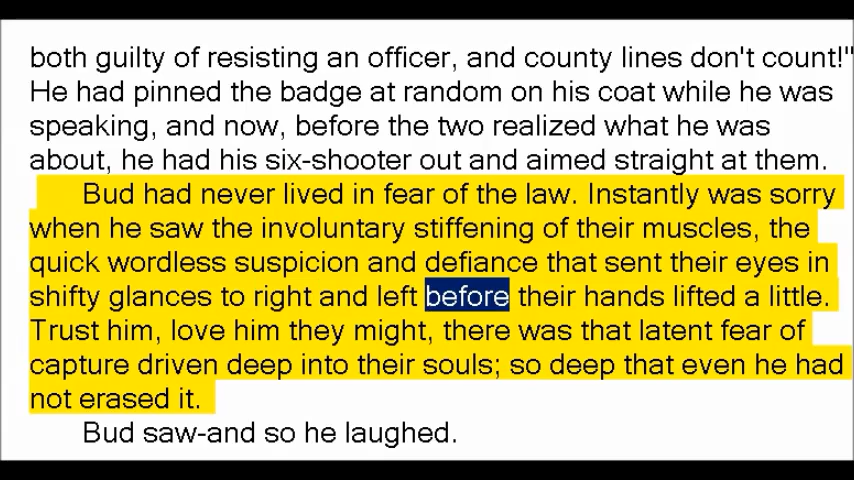 both guilty of resisting an officer, and county lines don't count!"
He had pinned the badge at random on his coat while he was
speaking, and now, before the two realized what he was
about, he had his six-shooter out and aimed straight at them.
Bud had never lived in fear of the law. Instantly was sorry
when he saw the involuntary stiffening of their muscles, the
quick wordless suspicion and defiance that sent their eyes in
shifty glances to right and left before their hands lifted a little.
Trust him, love him they might, there was that latent fear of
capture driven deep into their souls; so deep that even he had
not erased it.
Bud saw-and so he laughed.